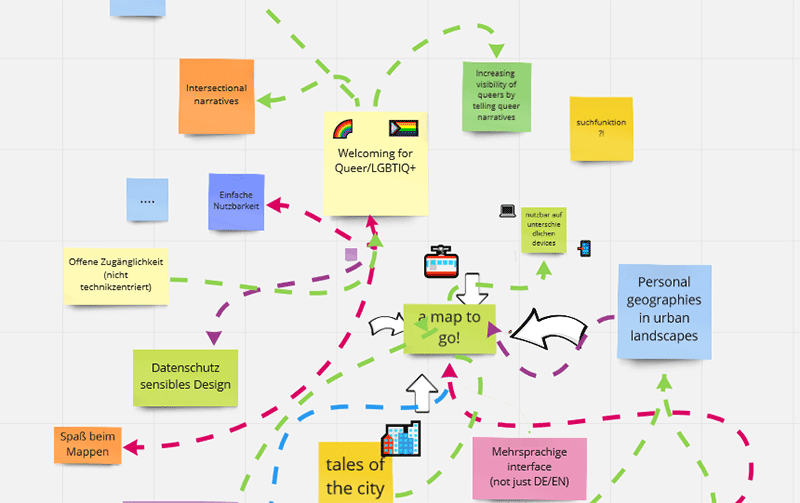 Intersectional
narratives
Increasing
visibility of
queers by
telling queer
narratives
suchfunktion
?!
Welcoming for
Queer/LGBTIQ+
....
Einfache
Nutzbarkeit
nutzbar auf
unterschie
dlichen
devices
Offene Zugänglichkeit
(nicht
technikzentriert)
Personal
geographies
in urban
landscapes
a map to
go!
Datenschutz
sensibles Design
Spaß beim
Mappen
tales of
the city
Mehrsprachige
interface
(not just DE/EN)